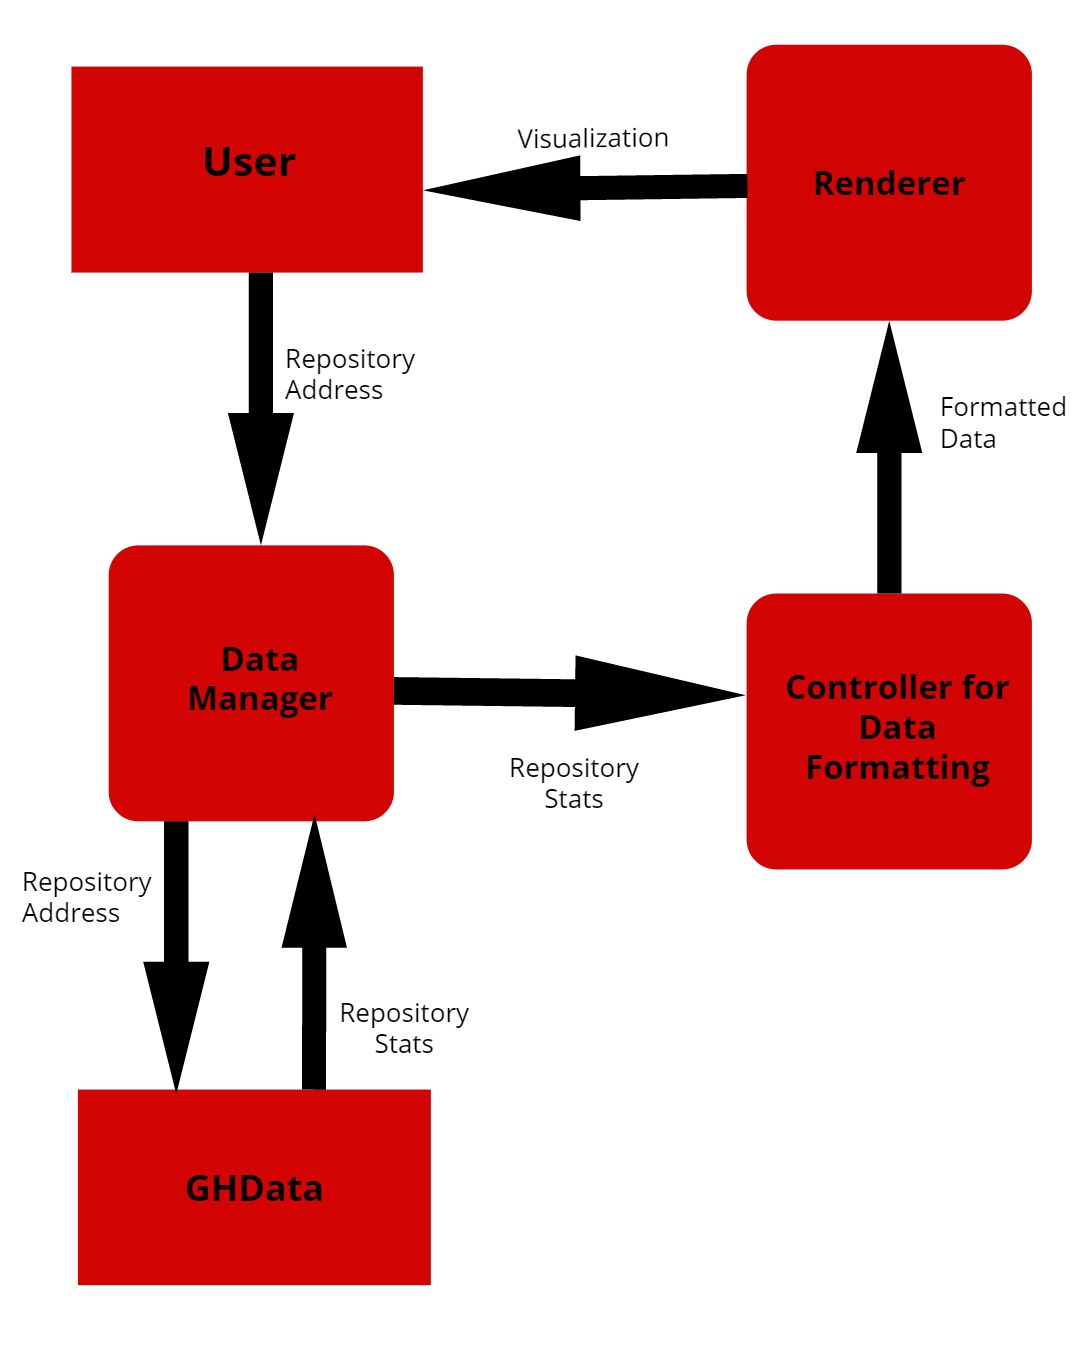 User
Visualization
Renderer
Repository
Address
Formatted
Data
Data
Manager
Repository
Stats
Controller for
Data
Formatting
Repository
Address
Repository
Stats
GHData